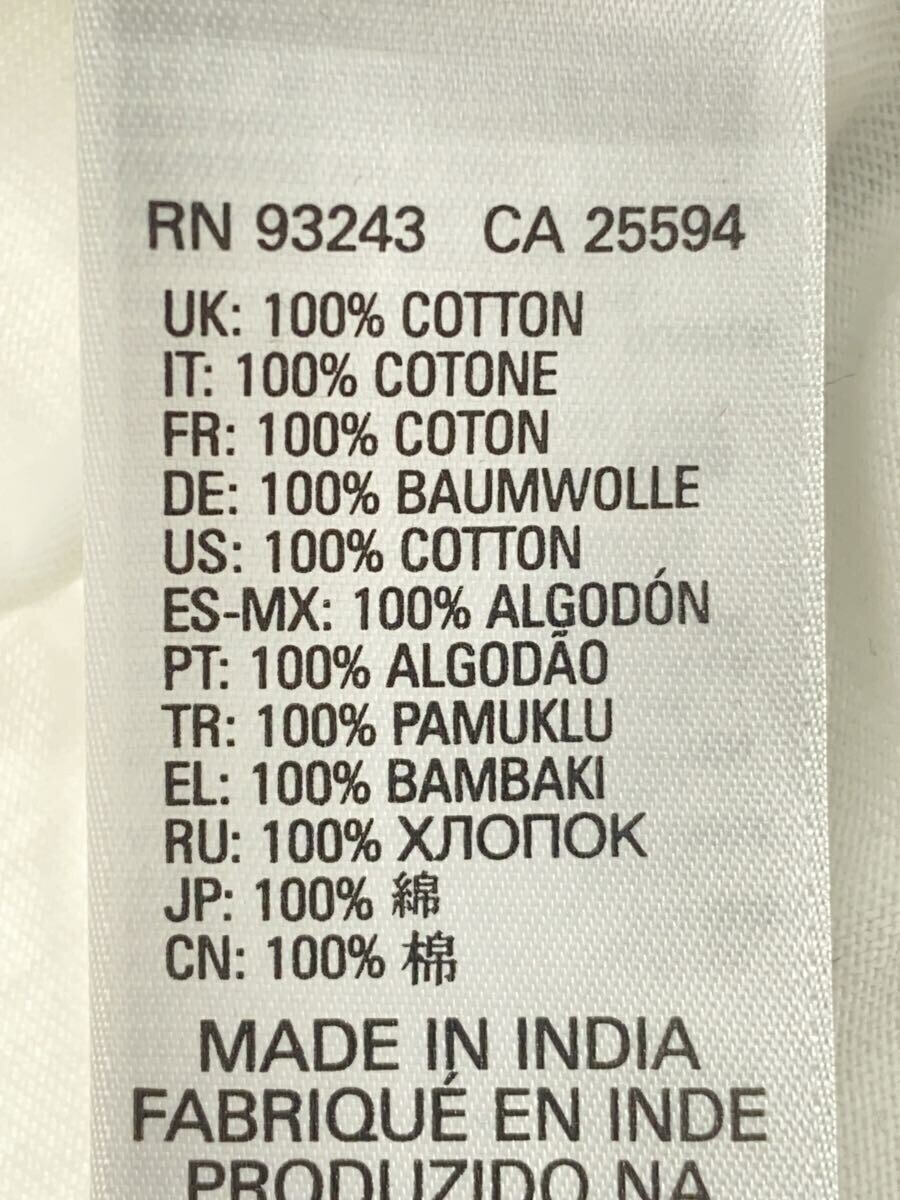 RN 93243 CA 25594
UK: 100% COTTON
IT: 100% COTONE
FR: 100% COTON
DE: 100% BAUMWOLLE
US: 100% COTTON
ES-MX: 100% ALGODÓN
PT: 100% ALGODÃO
TR: 100% PAMUKLU
EL: 100% BAMBAKI
RU: 100% ХЛОПОК
JP: 100% 綿
CN: 100% 棉
MADE IN INDIA
FABRIQUÉ EN INDE
PRODUZIDO NA